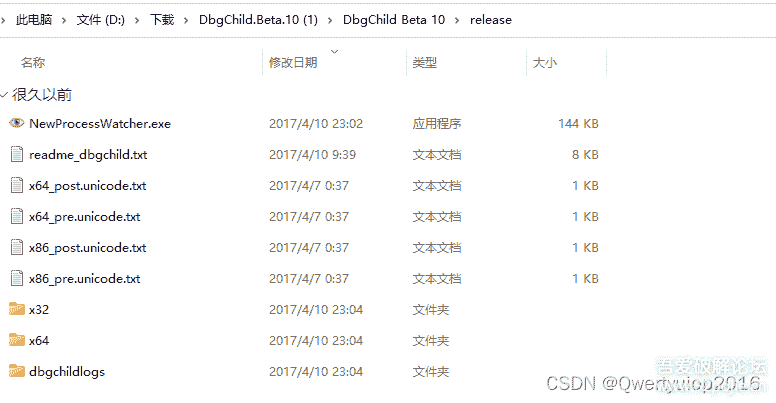 此电脑 > 文件 (D:) > 下载 > DbgChild.Beta.10 (1) > DbgChild Beta 10 > release
名称 修改日期 类型 大小
很久以前
NewProcessWatcher.exe 2017/4/10 23:02 应用程序 144 KB
readme_dbgchild.txt 2017/4/10 9:39 文本文档 8 KB
x64_post.unicode.txt 2017/4/7 0:37 文本文档 1 KB
x64_pre.unicode.txt 2017/4/7 0:37 文本文档 1 KB
x86_post.unicode.txt 2017/4/7 0:37 文本文档 1 KB
x86_pre.unicode.txt 2017/4/7 0:37 文本文档 1 KB
x32 2017/4/10 23:04 文件夹
x64 2017/4/10 23:04 文件夹
dbgchildlogs 2017/4/10 23:04 文件夹
吾爱破解论坛
CSDN @Qwertyuiop2016